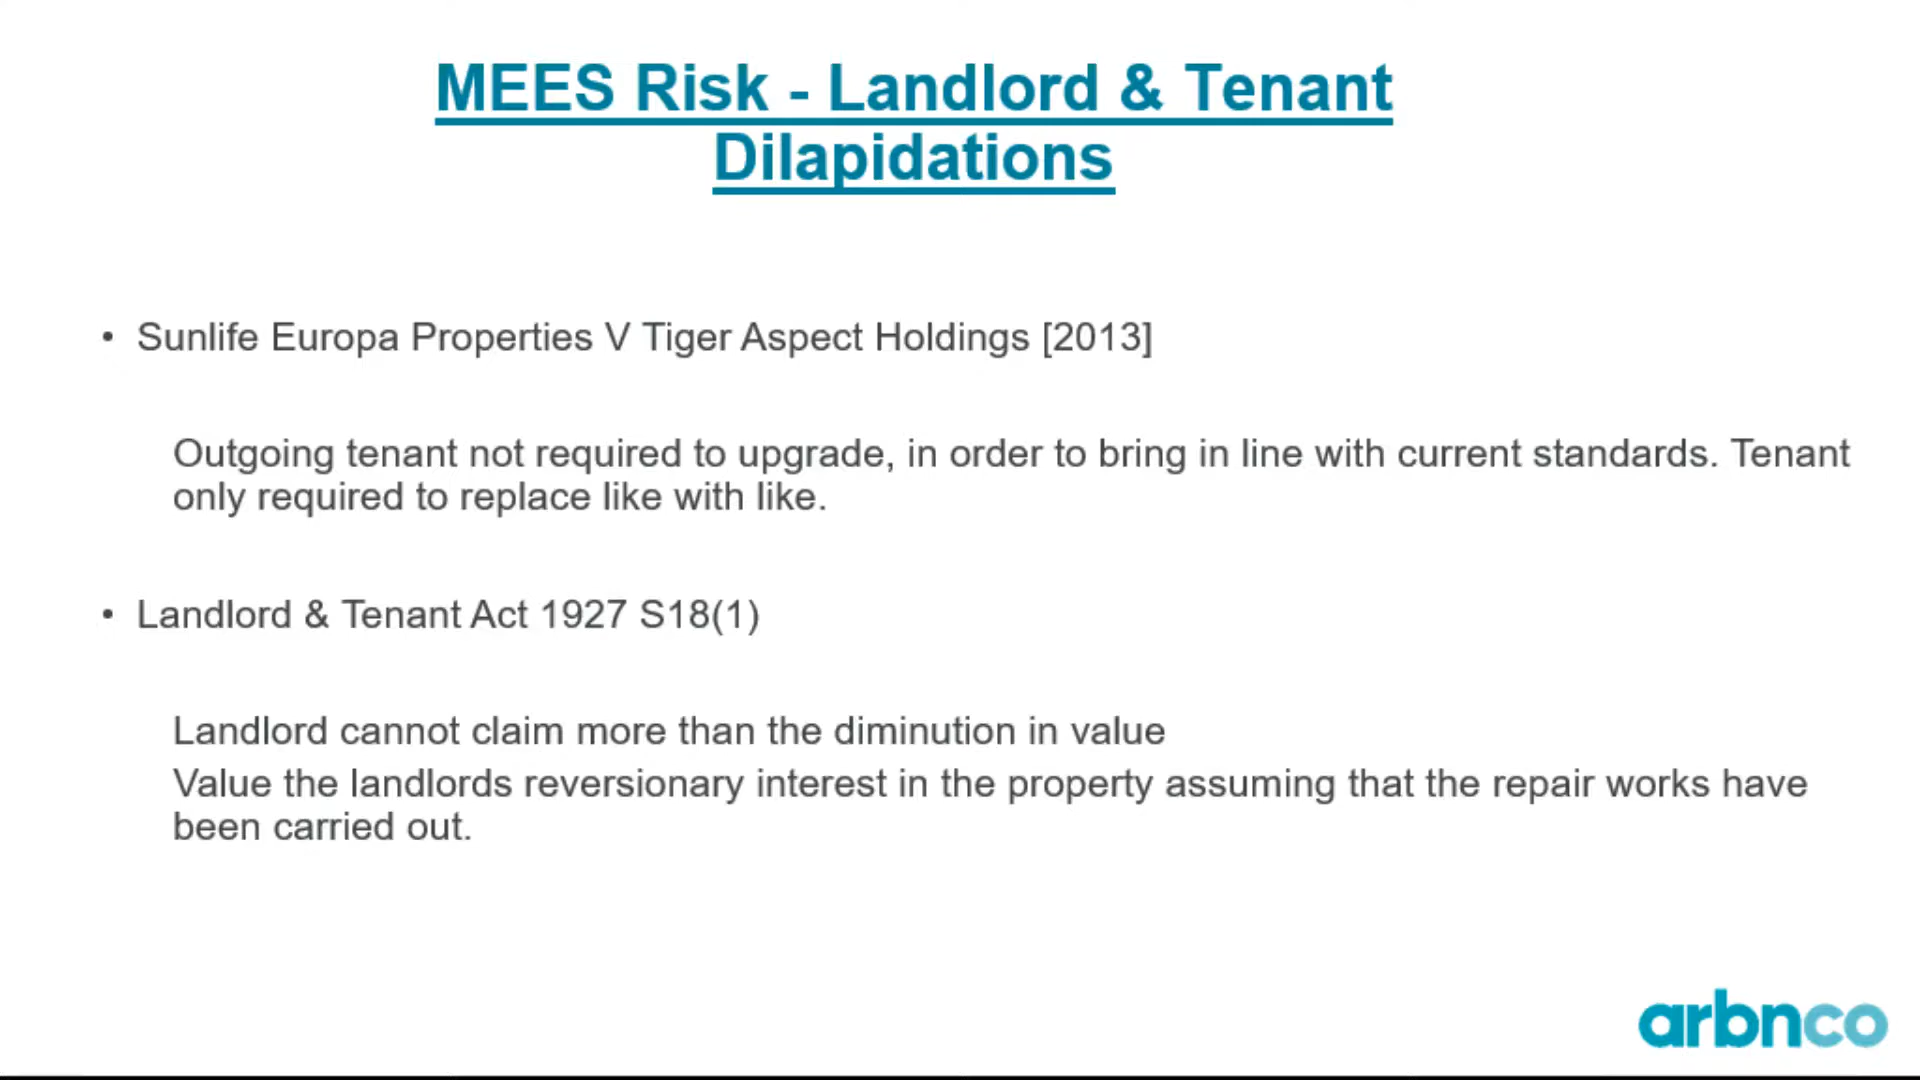 MEES Risk - Landlord & Tenant
Dilapidations
• Sunlife Europa Properties V Tiger Aspect Holdings [2013]
Outgoing tenant not required to upgrade, in order to bring in line with current standards. Tenant
only required to replace like with like.
• Landlord & Tenant Act 1927 S18(1)
Landlord cannot claim more than the diminution in value
Value the landlords reversionary interest in the property assuming that the repair works have
been carried out.
arbnco